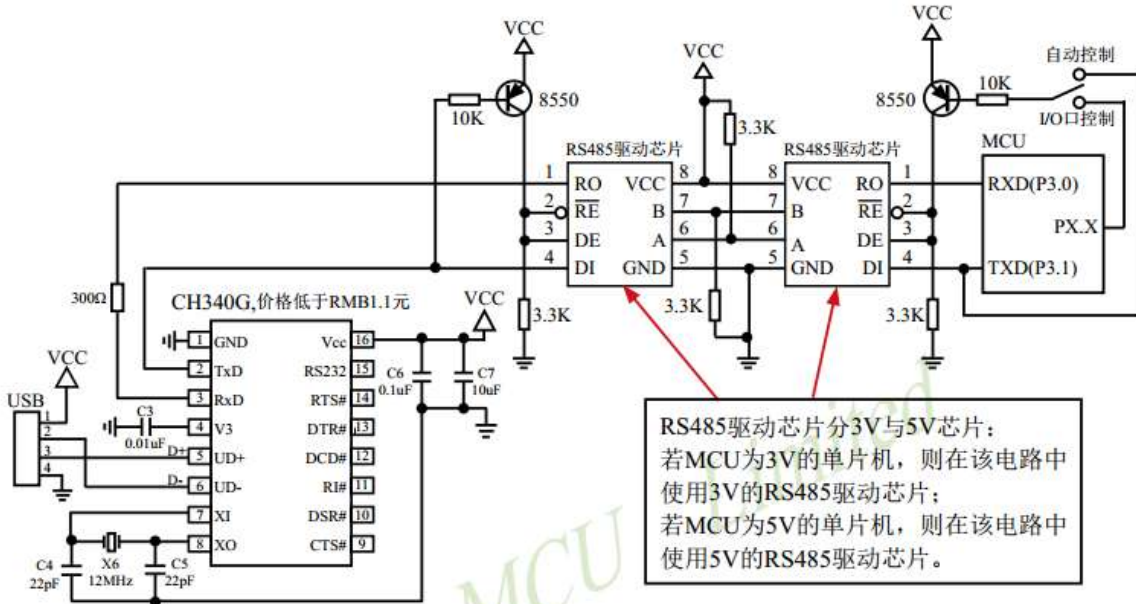 VCC
8550
10K
VCC
3.3K
VCC
8550
10K
自动控制
I/O口控制
MCU
RXD(P3.0)
PX.X
TXD(P3.1)
RS485驱动芯片
1 RO VCC 8
2 RE B 7
3 DE A 6
4 DI GND 5
RS485驱动芯片
8 VCC RO 1
7 B RE 2
6 A DE 3
5 GND DI 4
300Ω
3.3K
3.3K
3.3K
CH340G,价格低于RMB1.1元
1 GND Vcc 16
2 TxD RS232 15
3 RxD RTS# 14
4 V3 DTR# 13
5 UD+ DCD# 12
6 UD- RI# 11
7 XI DSR# 10
8 XO CTS# 9
VCC
C6
0.1uF
C7
10uF
VCC
USB
1
2
3
4
C3
0.01uF
D+
D-
C4
22pF
X6
12MHz
C5
22pF
RS485驱动芯片分3V与5V芯片:
若MCU为3V的单片机,则在该电路中
使用3V的RS485驱动芯片;
若MCU为5V的单片机,则在该电路中
使用5V的RS485驱动芯片。
MCU Limited